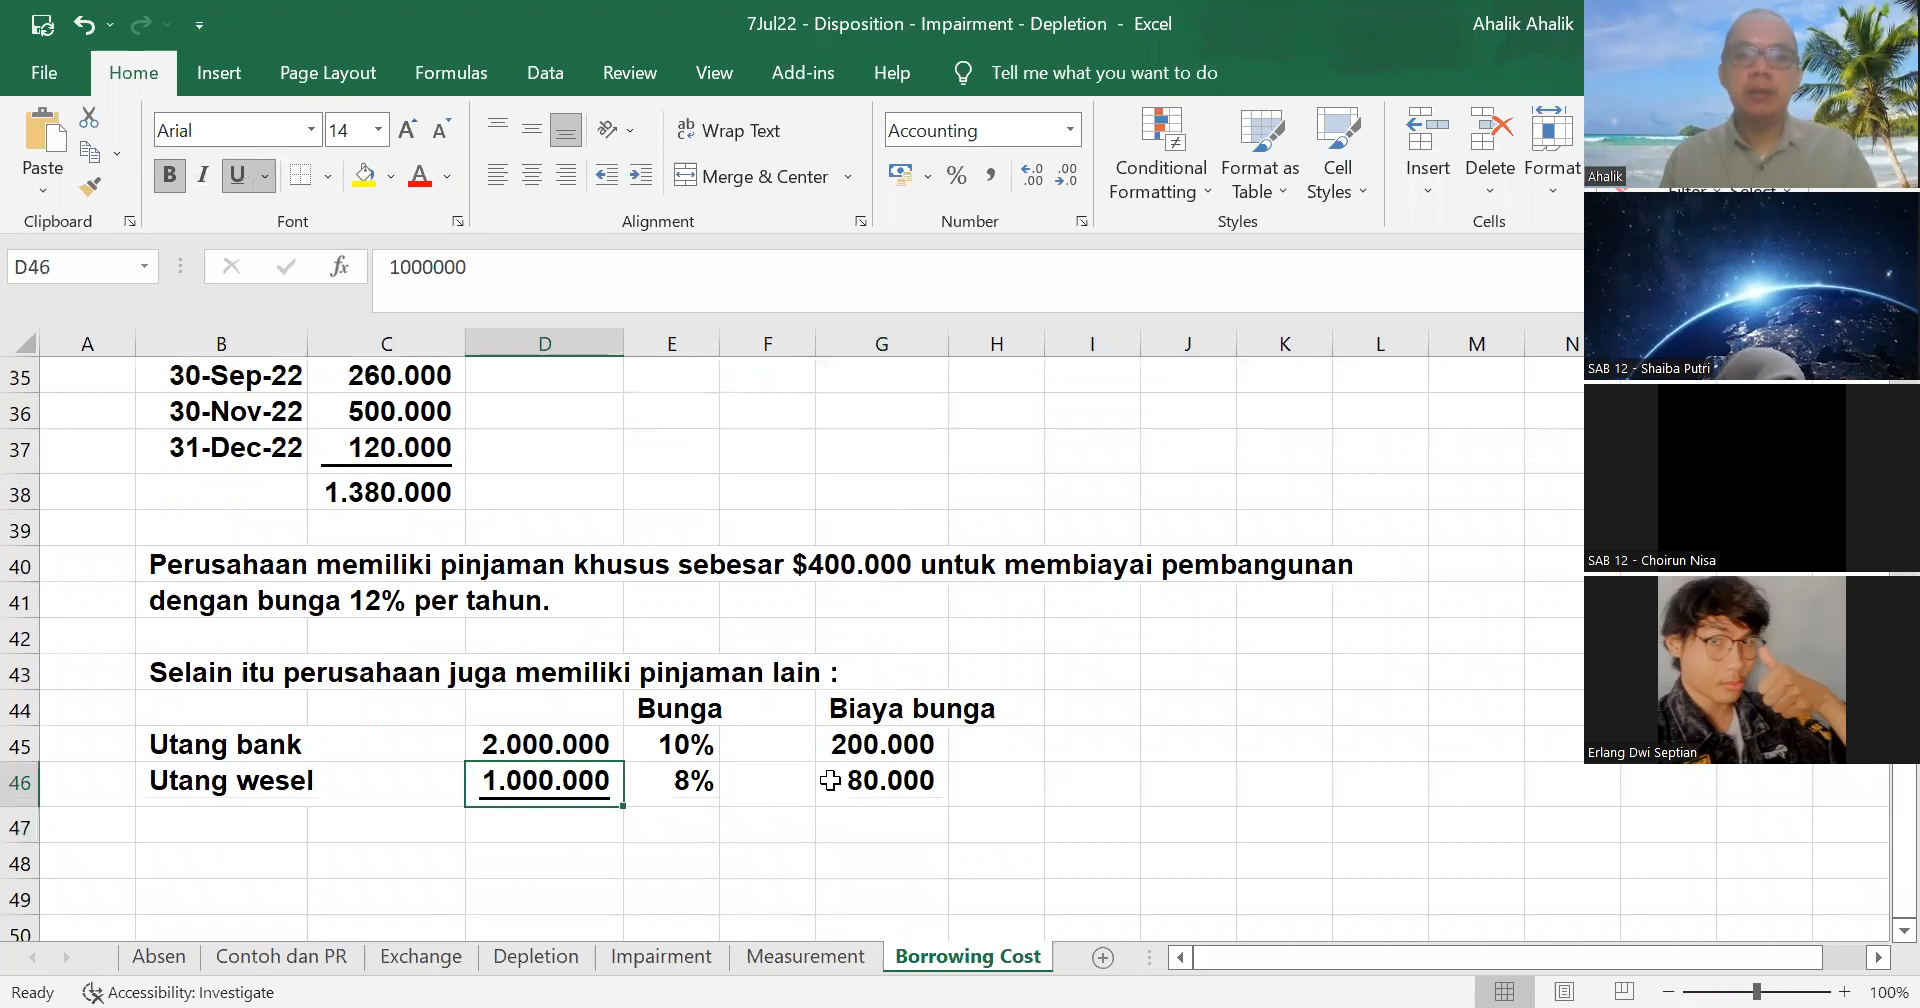 7Jul22 - Disposition - Impairment - Depletion - Excel
Ahalik Ahalik
File Home Insert Page Layout Formulas Data Review View Add-ins Help Tell me what you want to do
Paste
Clipboard
Arial 14
B I U
Font
Wrap Text
Merge & Center
Alignment
Accounting
Number
Conditional Formatting
Format as Table
Cell Styles
Styles
Insert Delete Format
Cells
D46 fx 1000000
A B C D E F G H I J K L M N
35 30-Sep-22 260.000
36 30-Nov-22 500.000
37 31-Dec-22 120.000
38 1.380.000
39
40 Perusahaan memiliki pinjaman khusus sebesar $400.000 untuk membiayai pembangunan
41 dengan bunga 12% per tahun.
42
43 Selain itu perusahaan juga memiliki pinjaman lain :
44 Bunga Biaya bunga
45 Utang bank 2.000.000 10% 200.000
46 Utang wesel 1.000.000 8% 80.000
47
48
49
50
Absen Contoh dan PR Exchange Depletion Impairment Measurement Borrowing Cost
Ready Accessibility: Investigate 100%
Ahalik
SAB 12 - Shaiba Putri
SAB 12 - Choirun Nisa
Erlang Dwi Septian